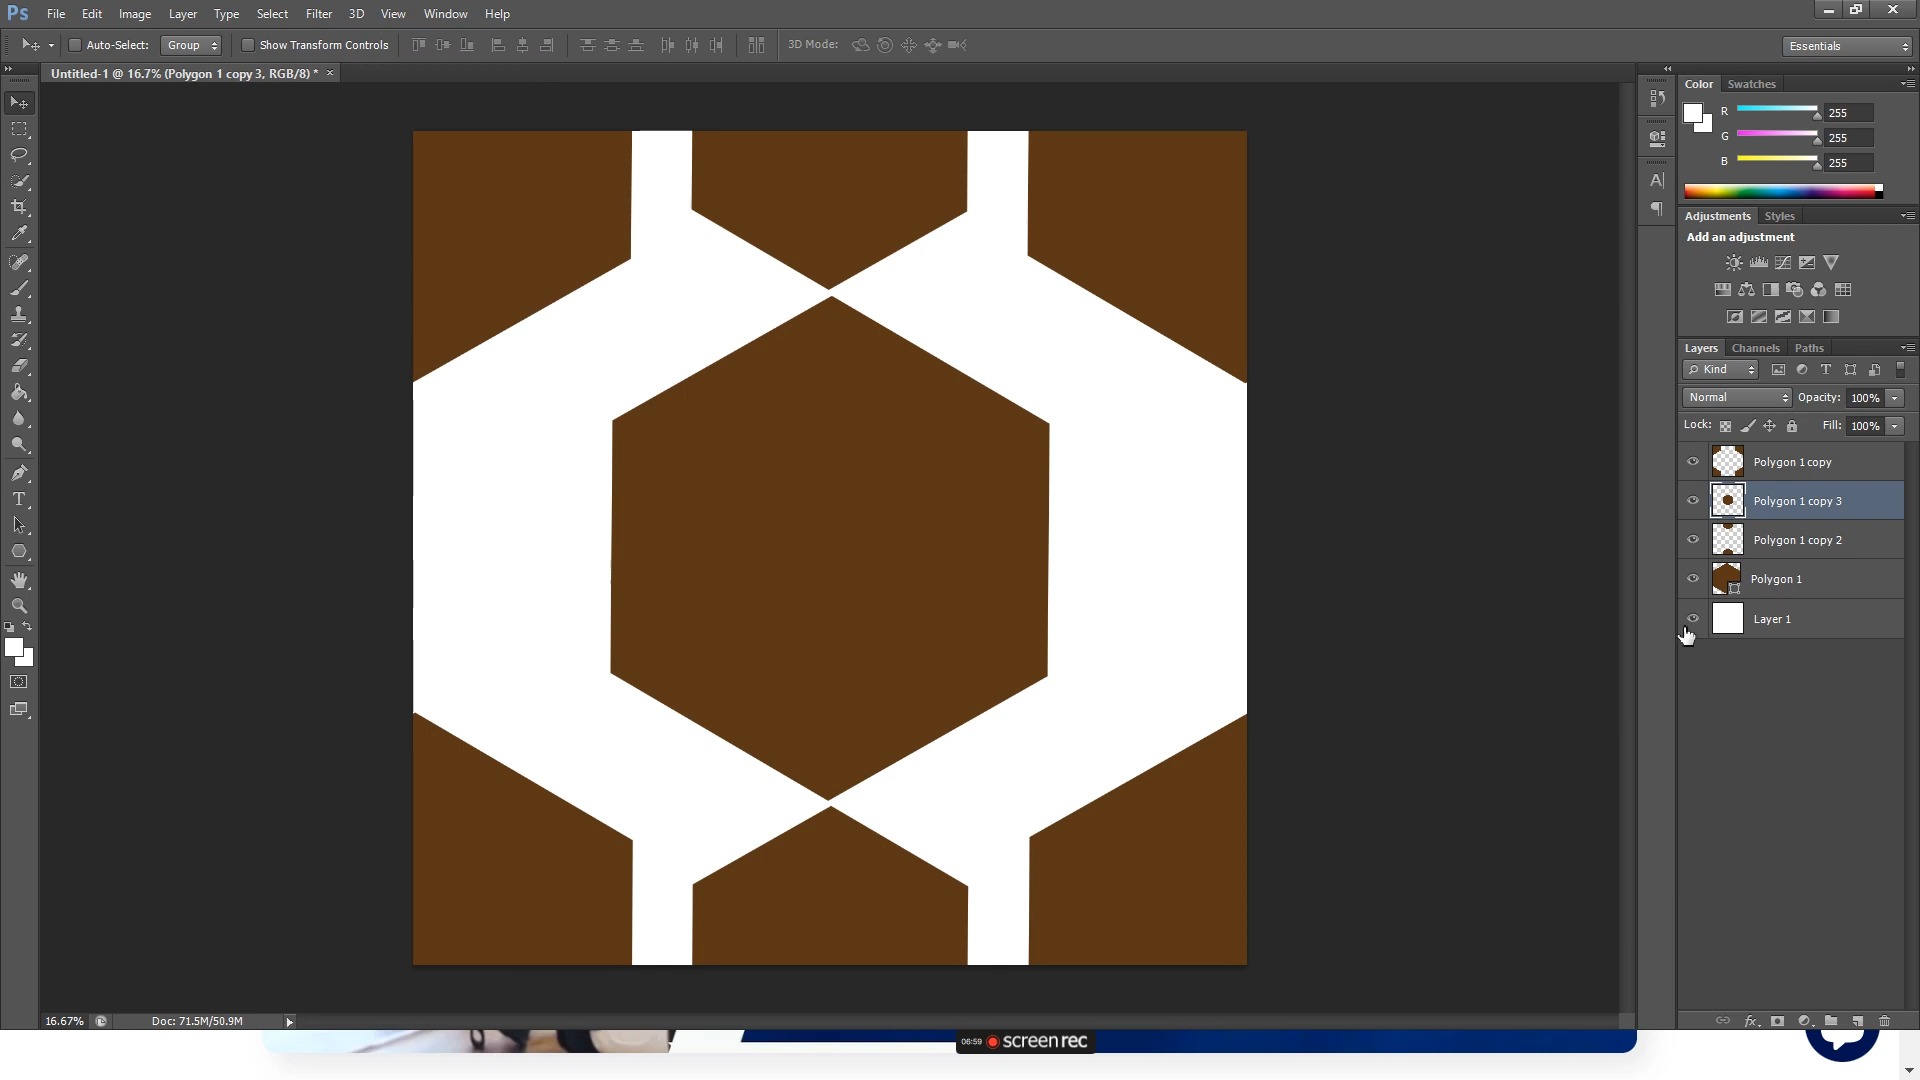 Ps File Edit Image Layer Type Select Filter 3D View Window Help
Auto-Select: Group Show Transform Controls 3D Mode: Essentials
Untitled-1 @ 16.7% (Polygon 1 copy 3, RGB/8) * ×
Color Swatches
R 255
G 255
B 255
Adjustments Styles
Add an adjustment
Layers Channels Paths
Kind
Normal Opacity: 100%
Lock: Fill: 100%
Polygon 1 copy
Polygon 1 copy 3
Polygon 1 copy 2
Polygon 1
Layer 1
16.67% Doc: 71.5M/50.9M
06:59 screenrec